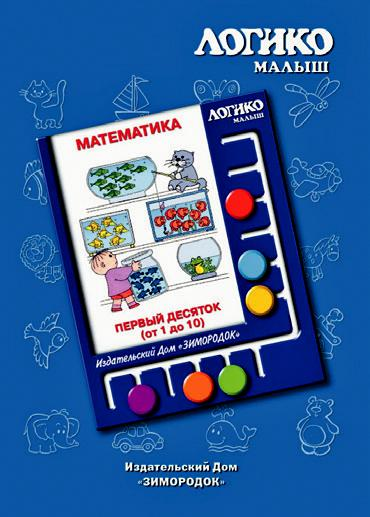 ЛОГИКО
МАЛЫШ
МАТЕМАТИКА
ЛОГИКО
МАЛЫШ
ПЕРВЫЙ ДЕСЯТОК
(от 1 до 10)
Издательский Дом «ЗИМОРОДОК»
Издательский Дом
«ЗИМОРОДОК»